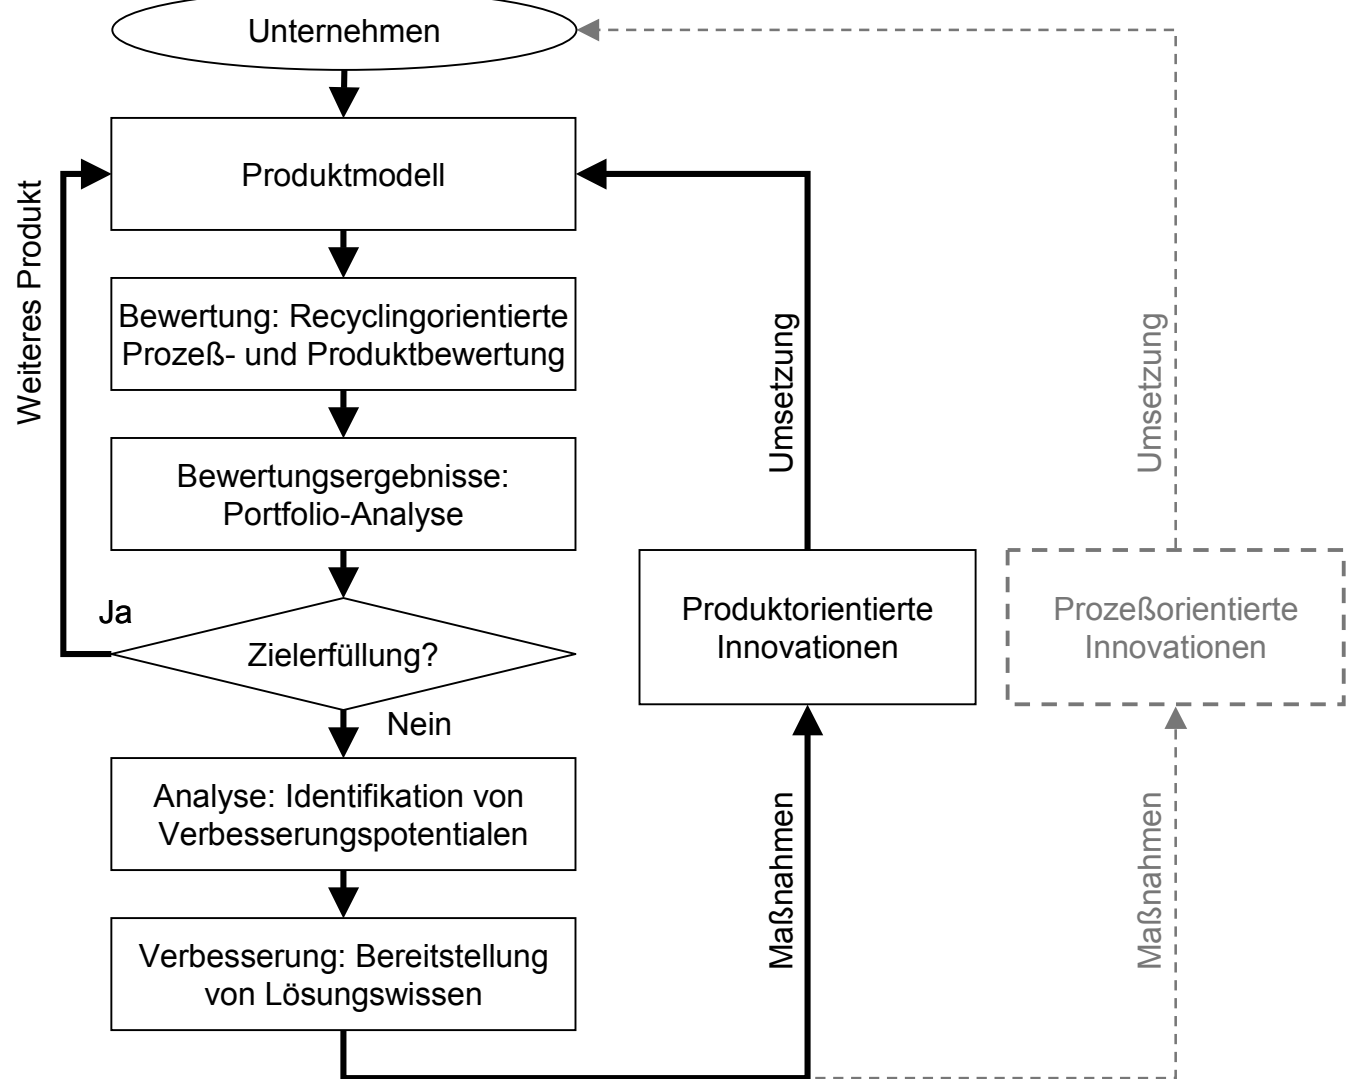 Unternehmen
Produktmodell
Weiteres Produkt
Bewertung: Recyclingorientierte
Prozeß- und Produktbewertung
Umsetzung
Umsetzung
Bewertungsergebnisse:
Portfolio-Analyse
Ja
Zielerfüllung?
Produktorientierte
Innovationen
Prozeßorientierte
Innovationen
Nein
Analyse: Identifikation von
Verbesserungspotentialen
Maßnahmen
Maßnahmen
Verbesserung: Bereitstellung
von Lösungswissen